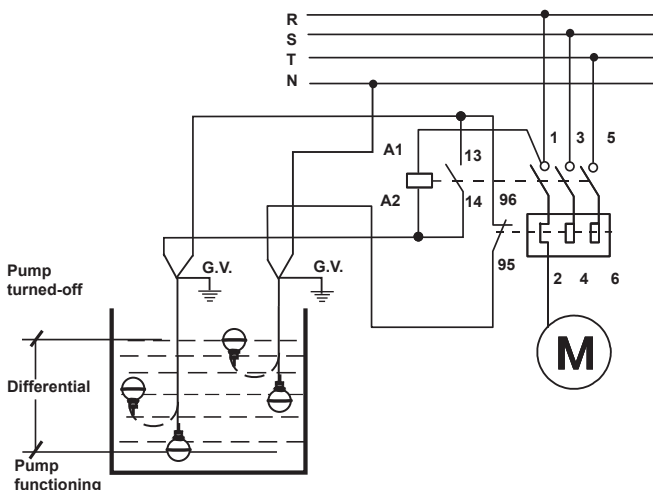 R
S
T
N
A1
13
1 3 5
A2
14
96
G.V.
G.V.
95
2 4 6
Pump
turned-off
M
Differential
Pump
functioning